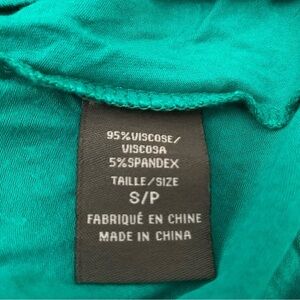 95%VISCOSE/
VISCOSA
5%SPANDEX
TAILLE/SIZE
S/P
FABRIQUÉ EN CHINE
MADE IN CHINA